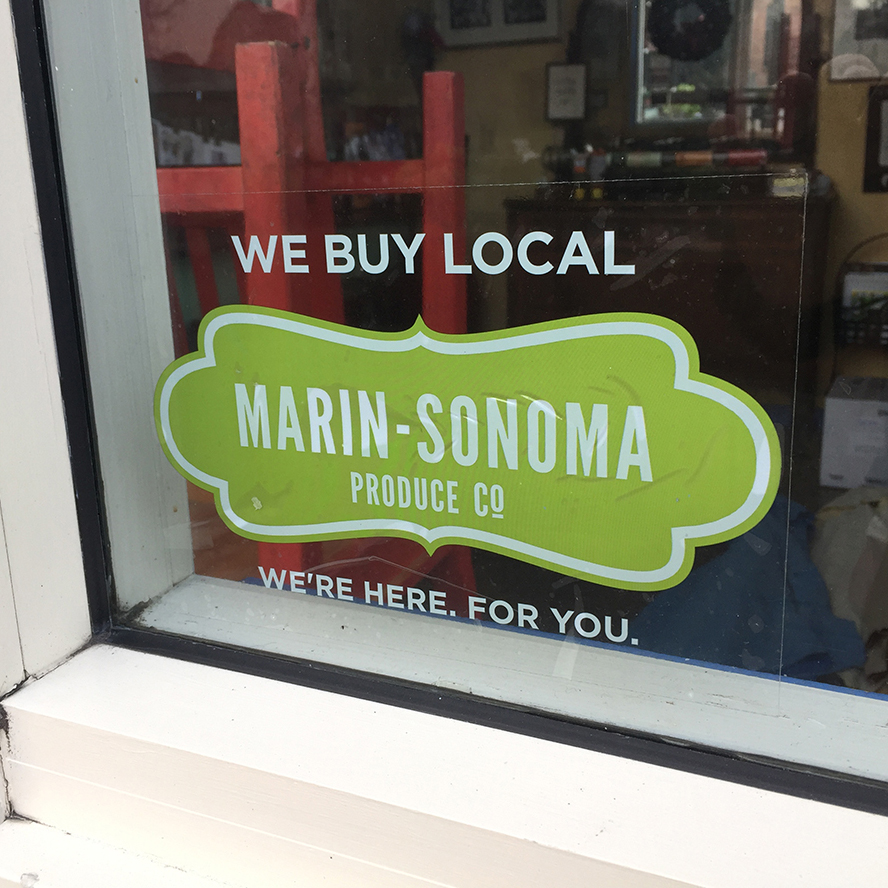 WE BUY LOCAL
MARIN-SONOMA
PRODUCE CO
WE'RE HERE. FOR YOU.